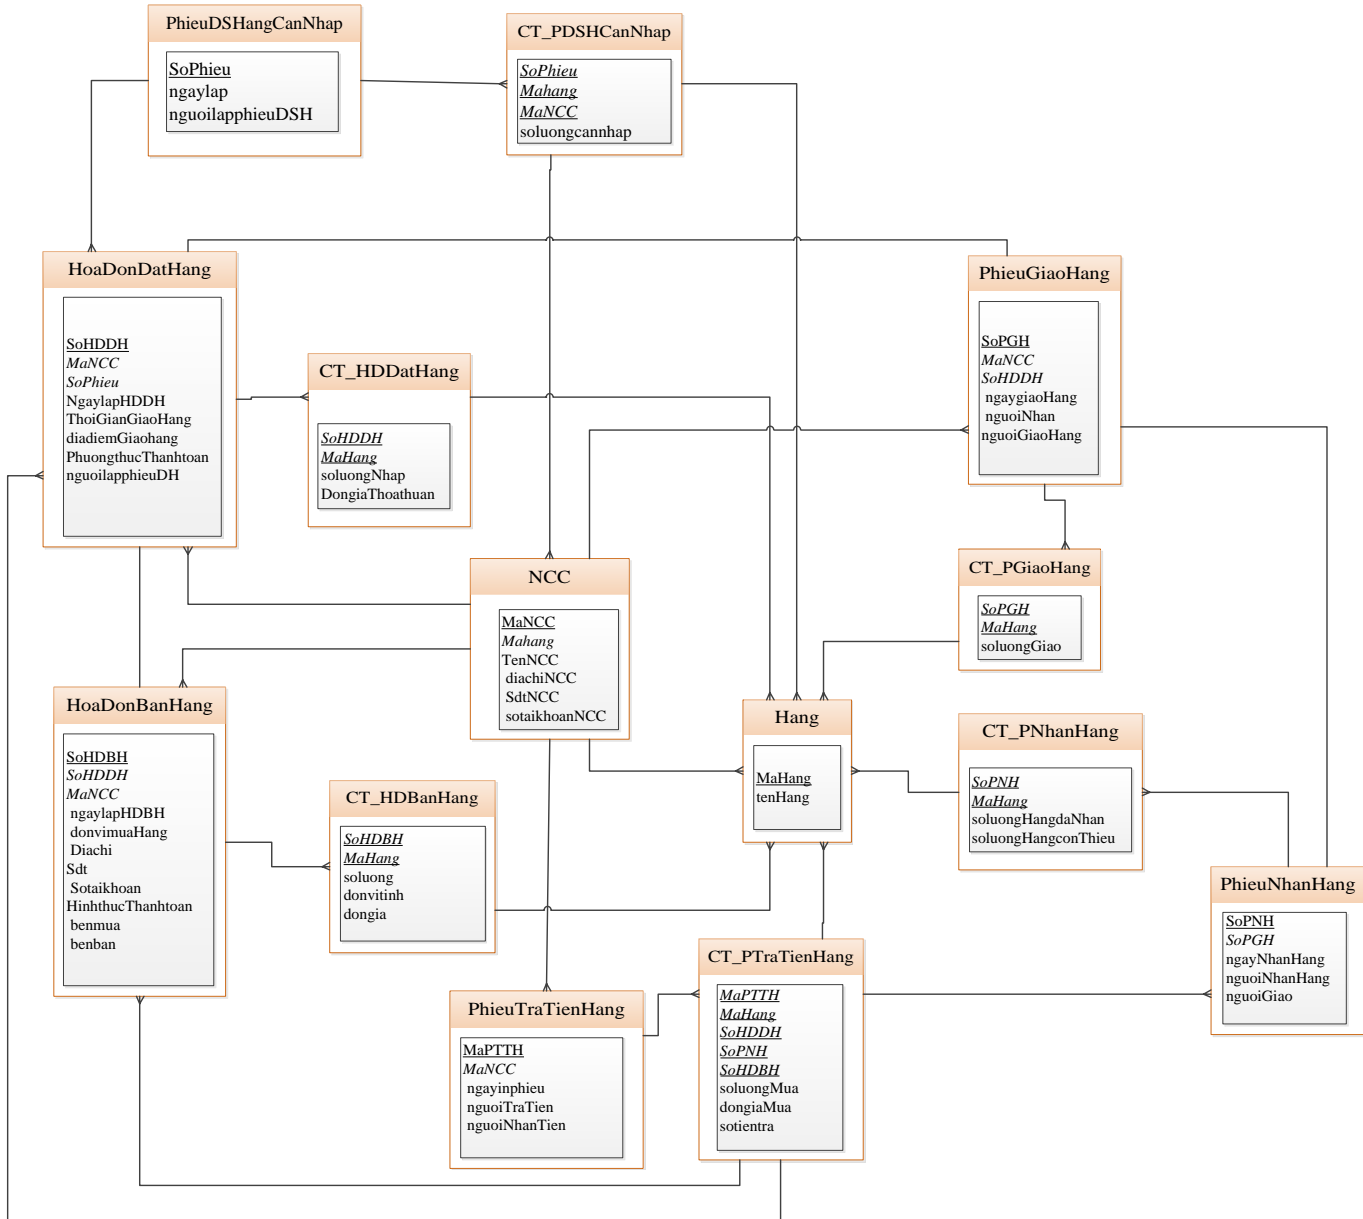 PhieuDSHangCanNhap
SoPhieu
ngaylap
nguoilapphieuDSH
CT_PDSHCanNhap
SoPhieu
Mahang
MaNCC
soluongcannhap
HoaDonDatHang
SoHDDH
MaNCC
SoPhieu
NgaylapHDDH
ThoiGianGiaoHang
diadiemGiaohang
PhuongthucThanhtoan
nguoilapphieuDH
CT_HDDatHang
SoHDDH
MaHang
soluongNhap
DongiaThoathuan
PhieuGiaoHang
SoPGH
MaNCC
SoHDDH
ngaygiaoHang
nguoiNhan
nguoiGiaoHang
NCC
MaNCC
Mahang
TenNCC
diachiNCC
SdtNCC
sotaikhoanNCC
CT_PGiaoHang
SoPGH
MaHang
soluongGiao
HoaDonBanHang
SoHDBH
SoHDDH
MaNCC
ngaylapHDBH
donvimuaHang
Diachi
Sdt
Sotaikhoan
HinhthucThanhtoan
benmua
benban
CT_HDBanHang
SoHDBH
MaHang
soluong
donvitinh
dongia
Hang
MaHang
tenHang
CT_PNhanHang
SoPNH
MaHang
soluongHangdaNhan
soluongHangconThieu
PhieuNhanHang
SoPNH
SoPGH
ngayNhanHang
nguoiNhanHang
nguoiGiao
PhieuTraTienHang
MaPTTH
MaNCC
ngayinphieu
nguoiTraTien
nguoiNhanTien
CT_PTraTienHang
MaPTTH
MaHang
SoHDDH
SoPNH
SoHDBH
soluongMua
dongiaMua
sotientra